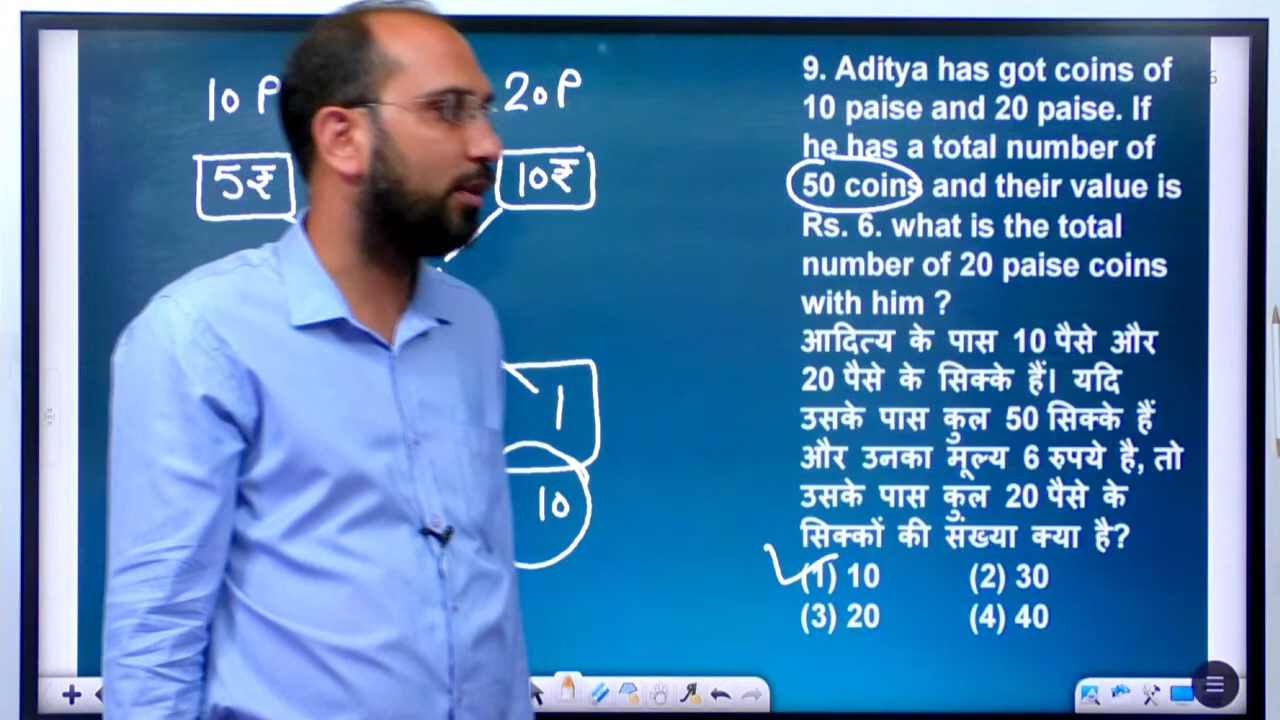 10 P
20P
5₹
10₹
1
10
9. Aditya has got coins of
10 paise and 20 paise. If
he has a total number of
50 coins and their value is
Rs. 6. what is the total
number of 20 paise coins
with him ?
आदित्य के पास 10 पैसे और
20 पैसे के सिक्के हैं। यदि
उसके पास कुल 50 सिक्के हैं
और उनका मूल्य 6 रुपये है, तो
उसके पास कुल 20 पैसे के
सिक्कों की संख्या क्या है?
(1) 10 (2) 30
(3) 20 (4) 40